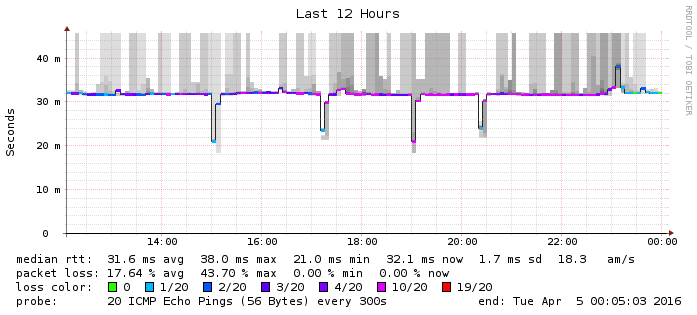 Last 12 Hours
RRDTOOL / TOBI OETIKER
Seconds
40 m
30 m
20 m
10 m
0
14:00 16:00 18:00 20:00 22:00 00:00
median rtt: 31.6 ms avg 38.0 ms max 21.0 ms min 32.1 ms now 1.7 ms sd 18.3 am/s
packet loss: 17.64 % avg 43.70 % max 0.00 % min 0.00 % now
loss color: 0 1/20 2/20 3/20 4/20 10/20 19/20
probe: 20 ICMP Echo Pings (56 Bytes) every 300s end: Tue Apr 5 00:05:03 2016